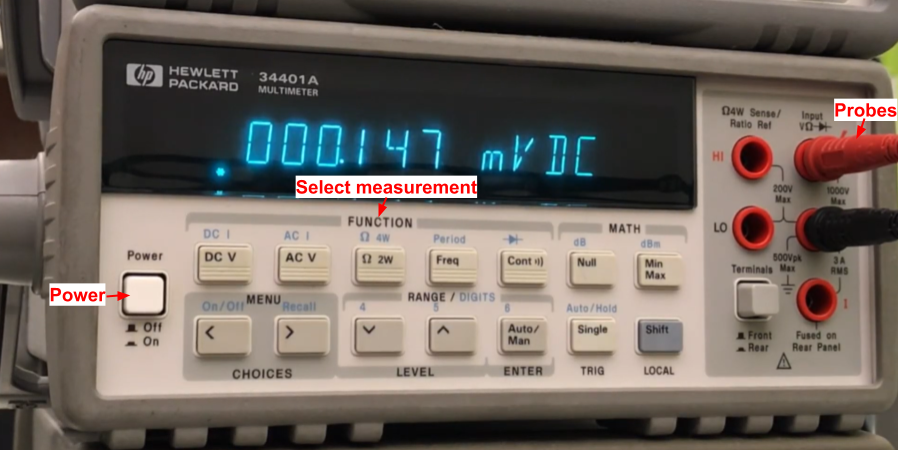 hp HEWLETT PACKARD
34401A
MULTIMETER
000.147 mVDC
Select measurement
FUNCTION
MATH
DC I
AC I
Ω 4W
Period
dB
dBm
DC V
AC V
Ω 2W
Freq
Cont
Null
Min Max
Power
Power
Off
On
MENU
RANGE / DIGITS
On/Off
Recall
4
5
6
Auto/Hold
<
>
Auto/ Man
Single
Shift
CHOICES
LEVEL
ENTER
TRIG
LOCAL
Ω4W Sense/ Ratio Ref
Input
VΩ
Probes
HI
200V Max
1000V Max
LO
500Vpk Max
3A RMS
Terminals
I
Front
Rear
Fused on Rear Panel